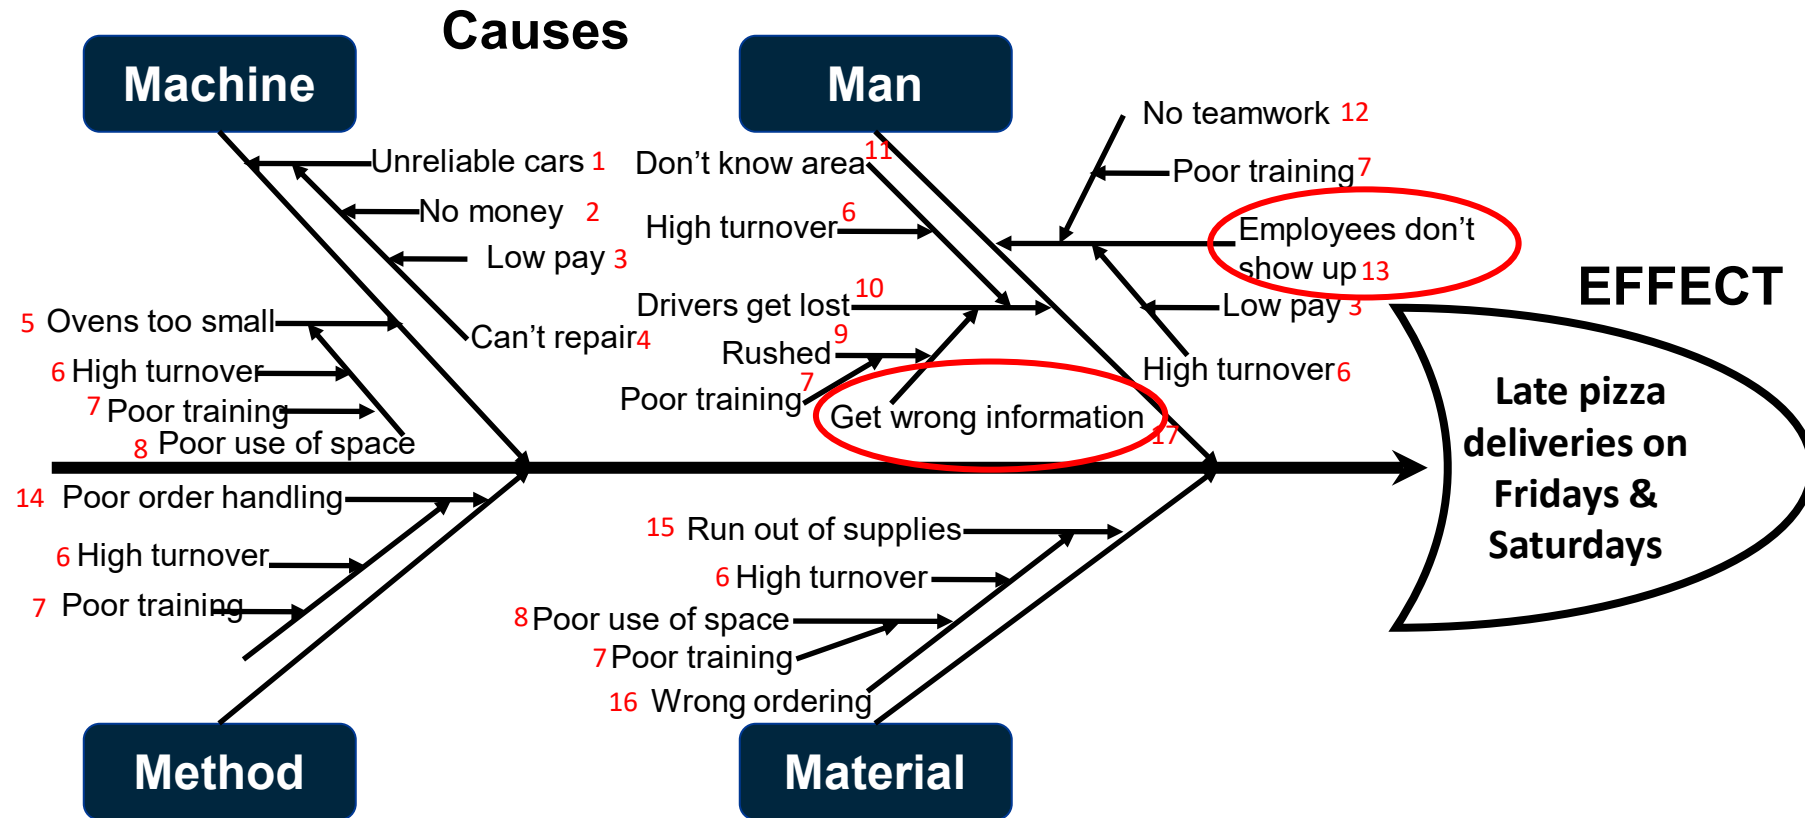 Causes
Machine
Man
No teamwork 12
Unreliable cars 1
Don't know area 11
Poor training 7
No money 2
High turnover 6
Employees don't
show up 13
Low pay 3
EFFECT
Drivers get lost 10
Low pay 3
5 Ovens too small
Can't repair 4
Rushed 9
6 High turnover
High turnover 6
7 Poor training
Poor training 7
Get wrong information 17
8 Poor use of space
Late pizza
deliveries on
Fridays &
Saturdays
14 Poor order handling
15 Run out of supplies
6 High turnover
6 High turnover
7 Poor training
8 Poor use of space
7 Poor training
16 Wrong ordering
Method
Material